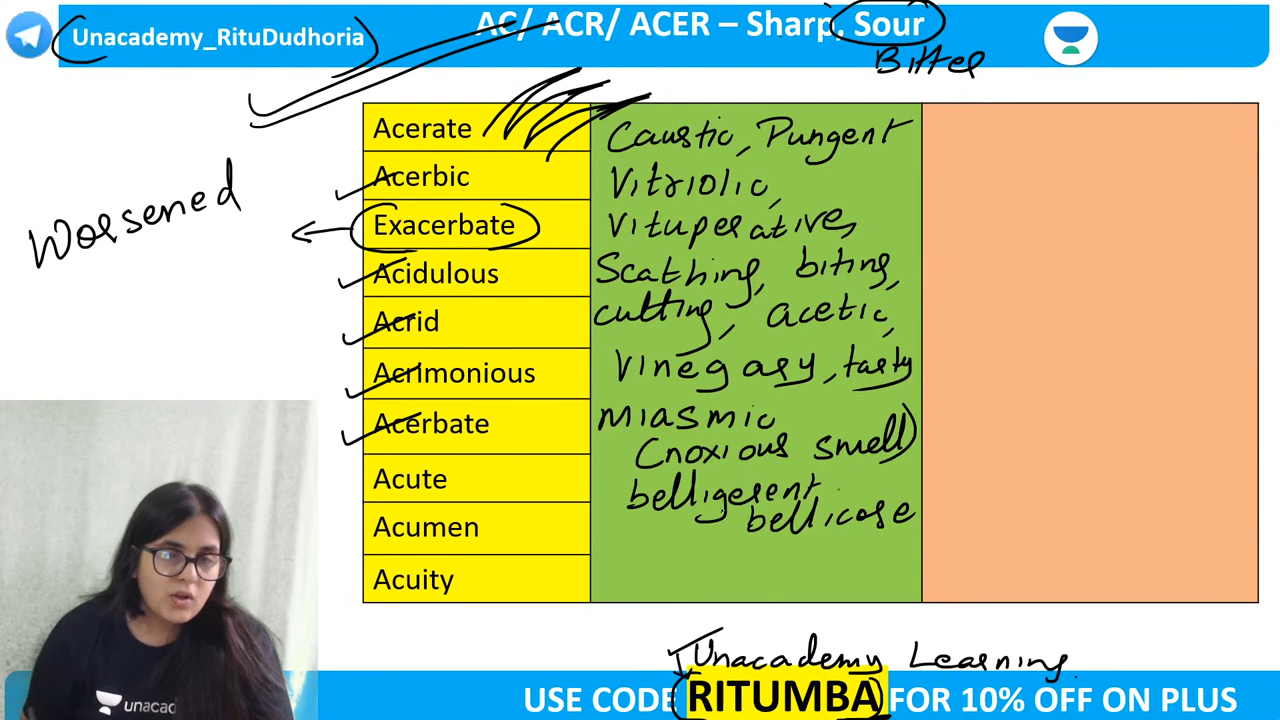 Unacademy_RituDudhoria
AC/ ACR/ ACER – Sharp, Sour
Bitter
Worsened
Acerate
Acerbic
Exacerbate
Acidulous
Acrid
Acrimonious
Acerbate
Acute
Acumen
Acuity
Caustic, Pungent
Vitriolic,
Vituperative,
Scathing, biting,
cutting, acetic,
Vinegary, tarty
Miasmic
(noxious smell)
belligerent
bellicose
unacad
Unacademy Learning.
USE CODE RITUMBA FOR 10% OFF ON PLUS